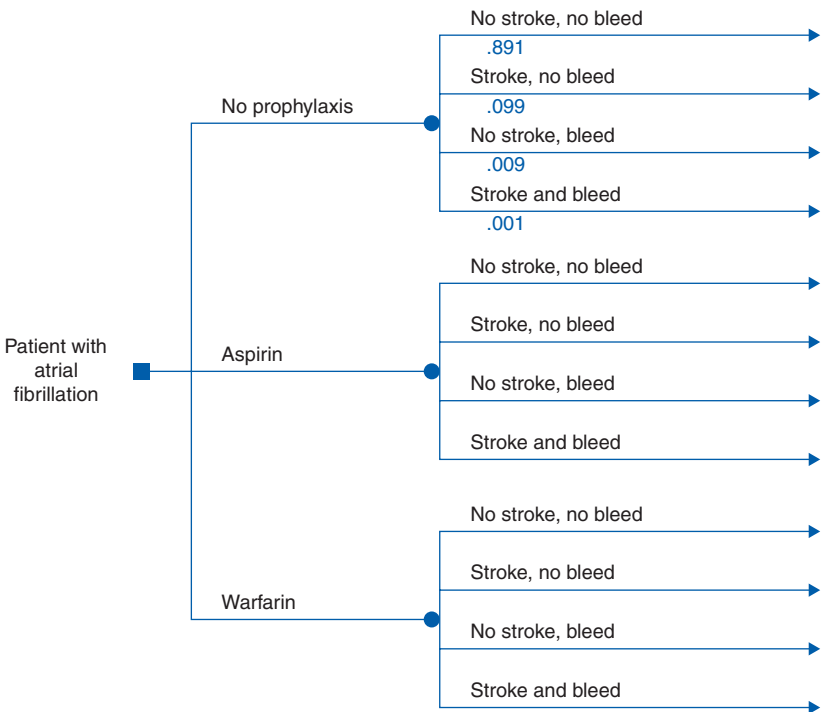 No stroke, no bleed
.891
Stroke, no bleed
.099
No prophylaxis
No stroke, bleed
.009
Stroke and bleed
.001
No stroke, no bleed
Stroke, no bleed
Patient with
atrial
fibrillation
Aspirin
No stroke, bleed
Stroke and bleed
No stroke, no bleed
Stroke, no bleed
Warfarin
No stroke, bleed
Stroke and bleed